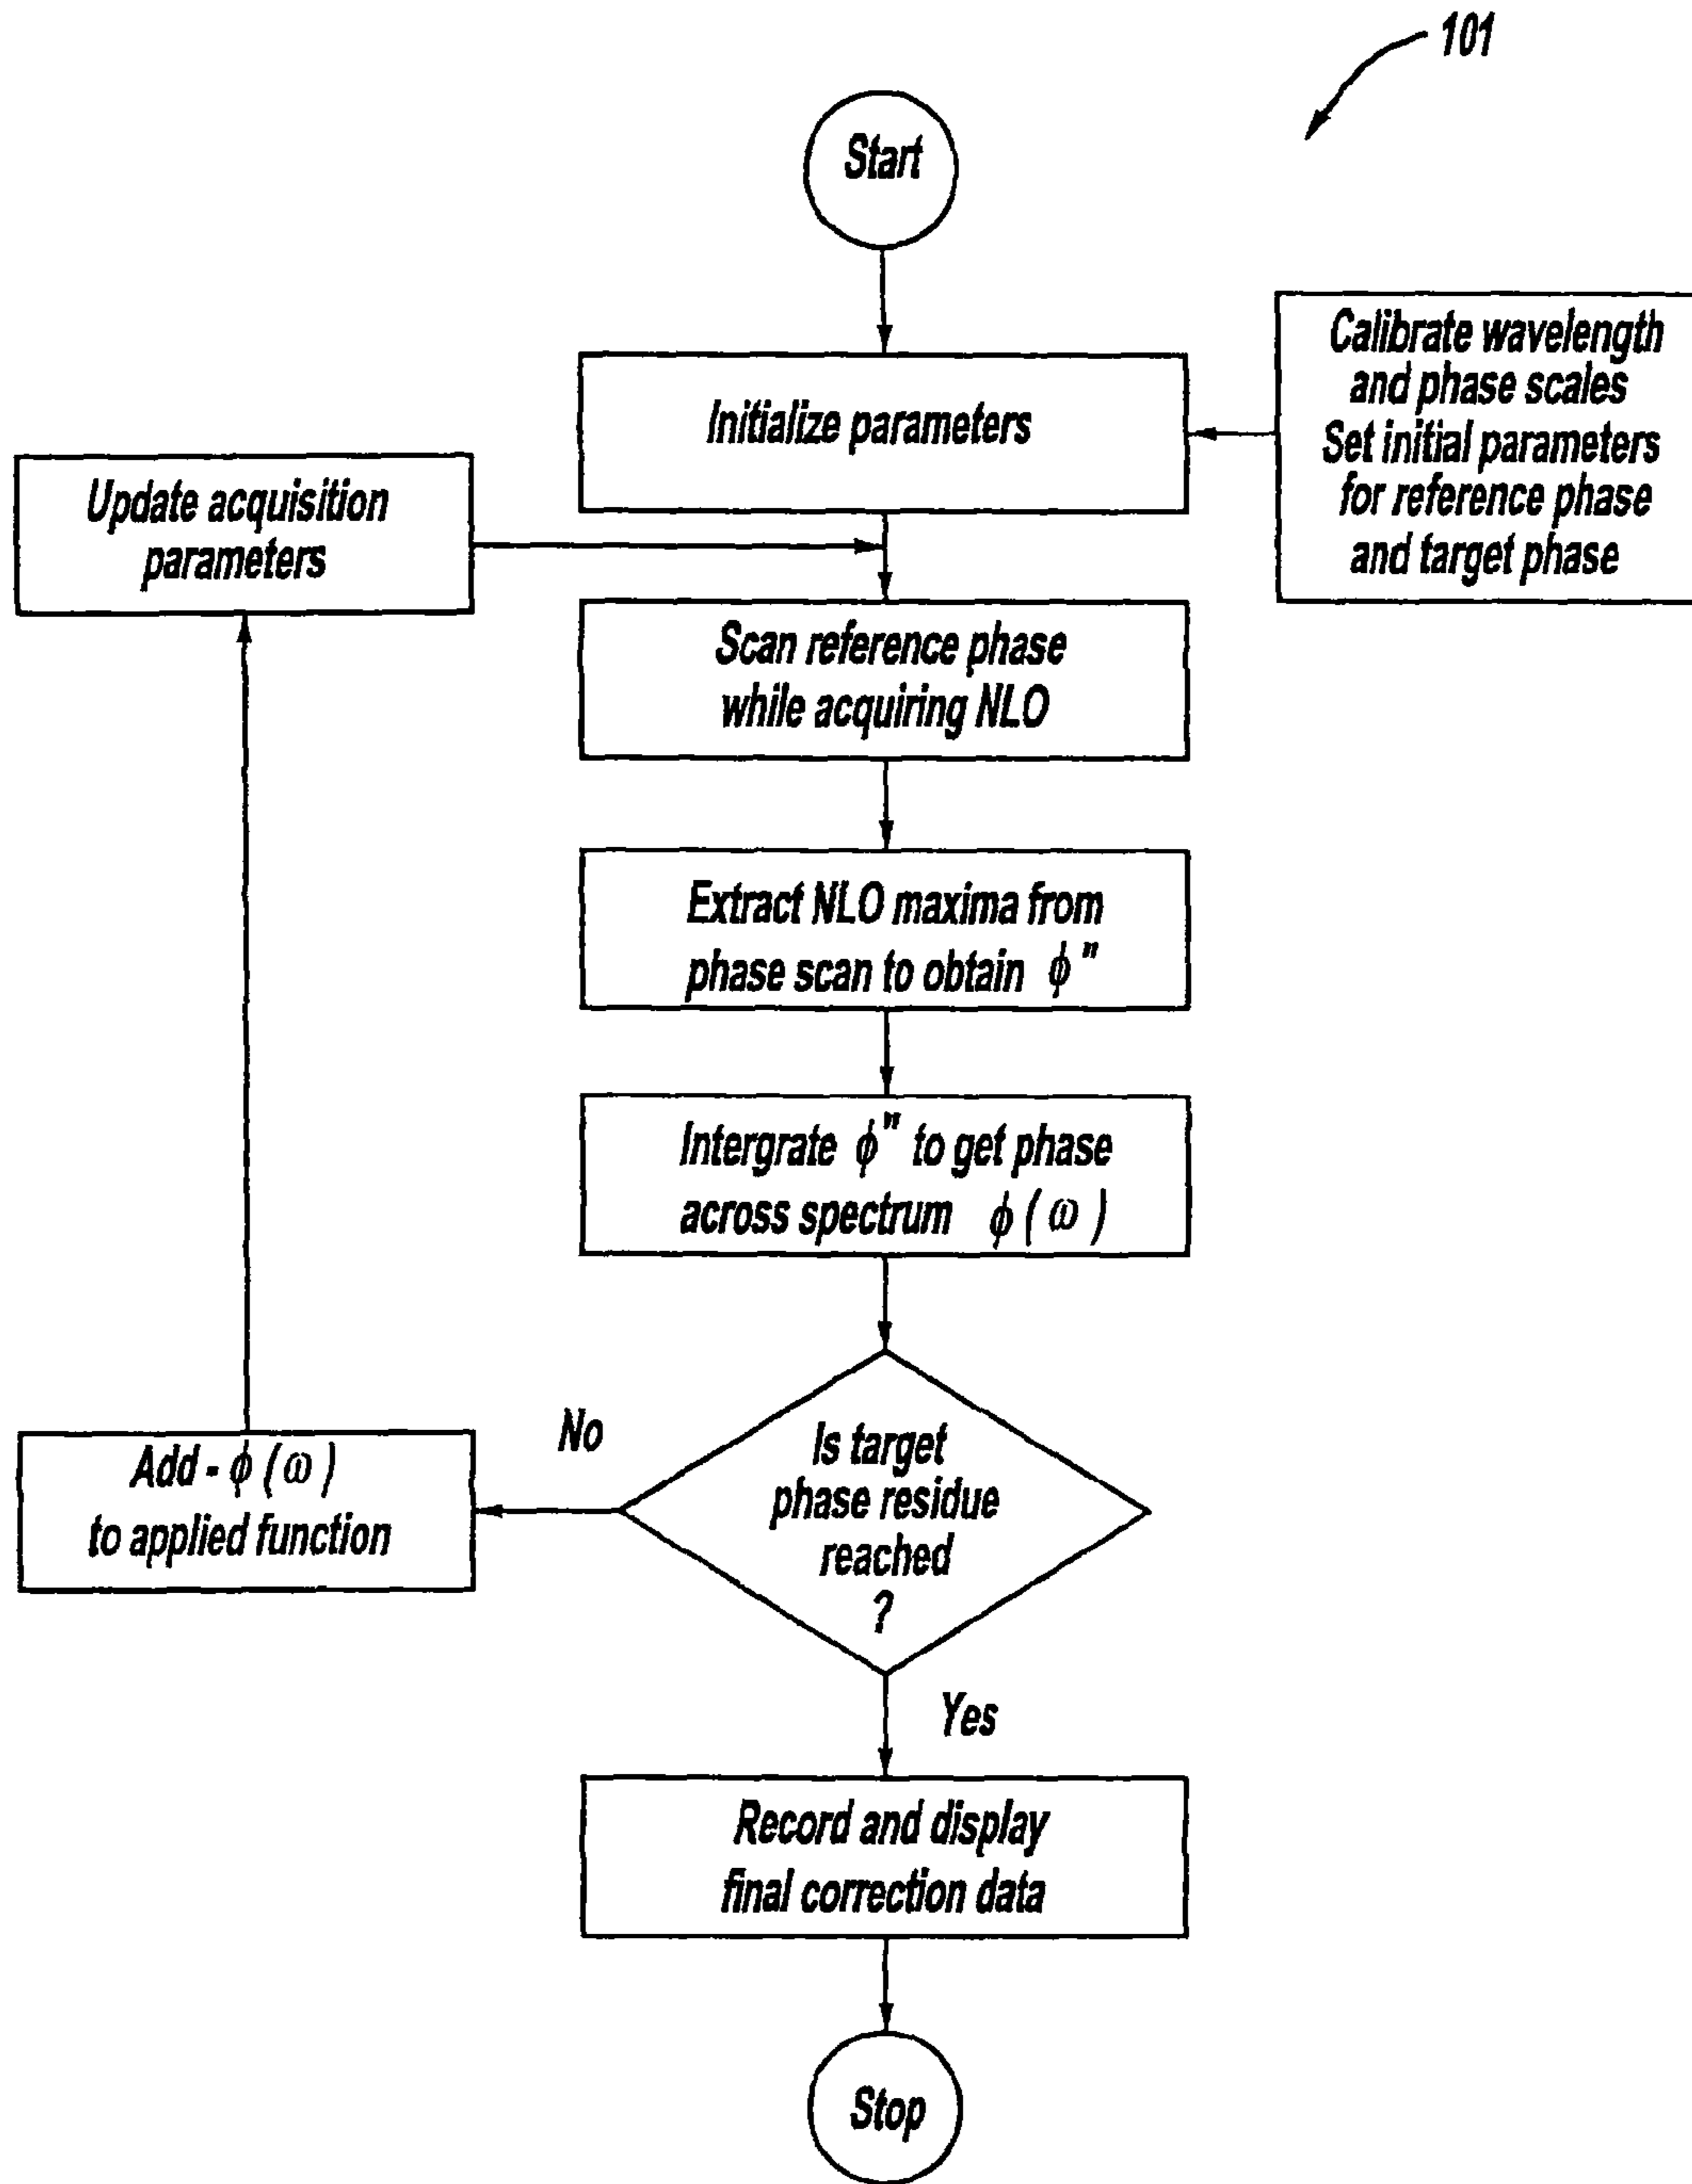 101
Start
Initialize parameters
Calibrate wavelength
and phase scales
Set initial parameters
for reference phase
and target phase
Update acquisition
parameters
Scan reference phase
while acquiring NLO
Extract NLO maxima from
phase scan to obtain ϕ"
Intergrate ϕ" to get phase
across spectrum ϕ(ω)
Is target
phase residue
reached
?
No
Add - ϕ(ω)
to applied function
Yes
Record and display
final correction data
Stop